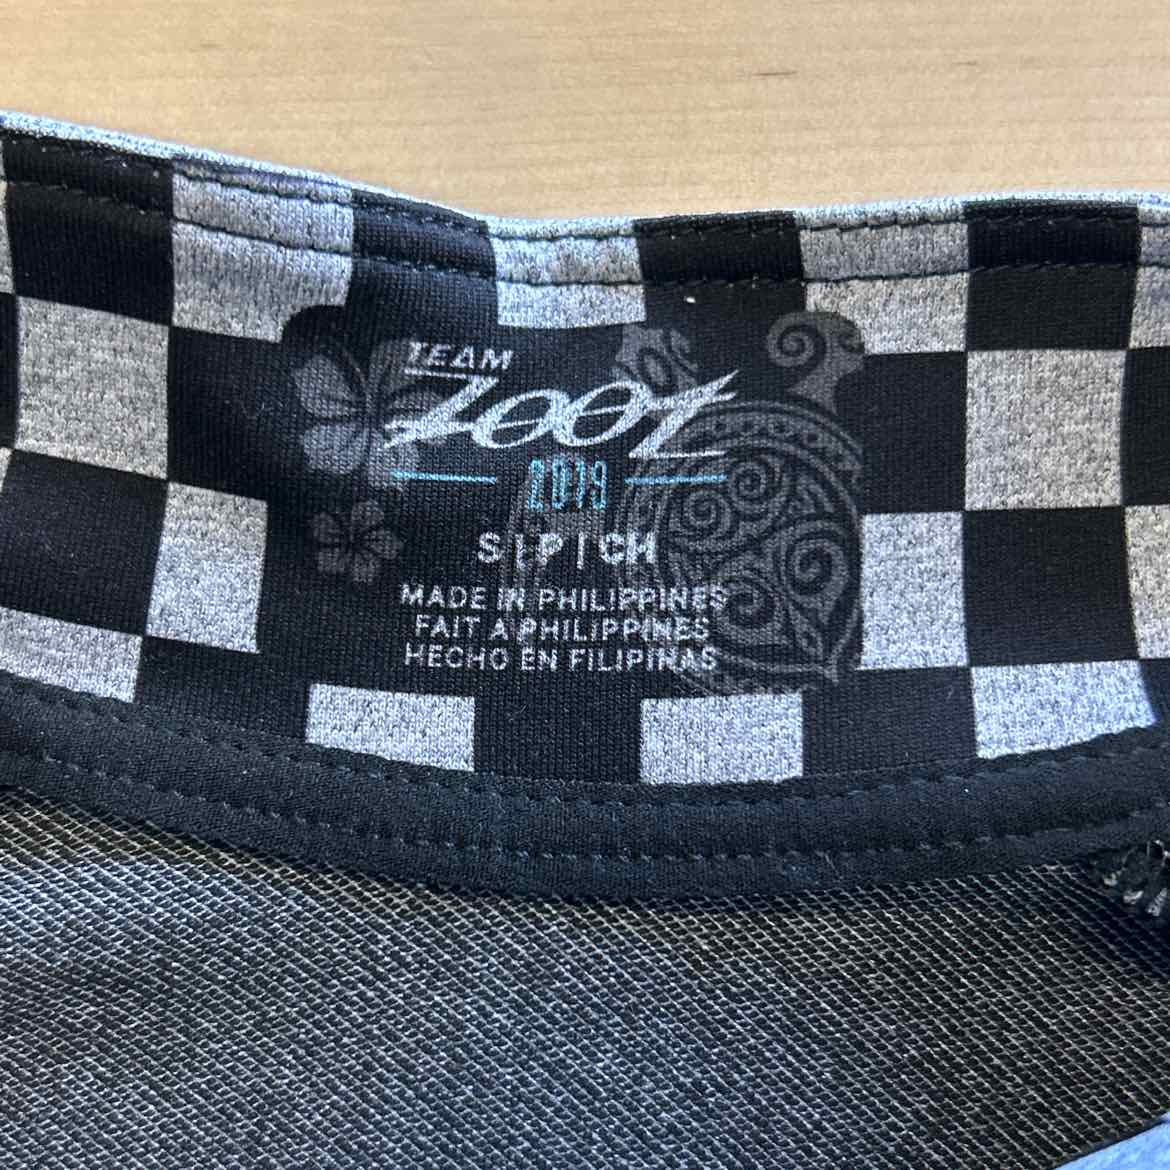 TEAM
ZOOT
2019
S | P | CH
MADE IN PHILIPPINES
FAIT A PHILIPPINES
HECHO EN FILIPINAS